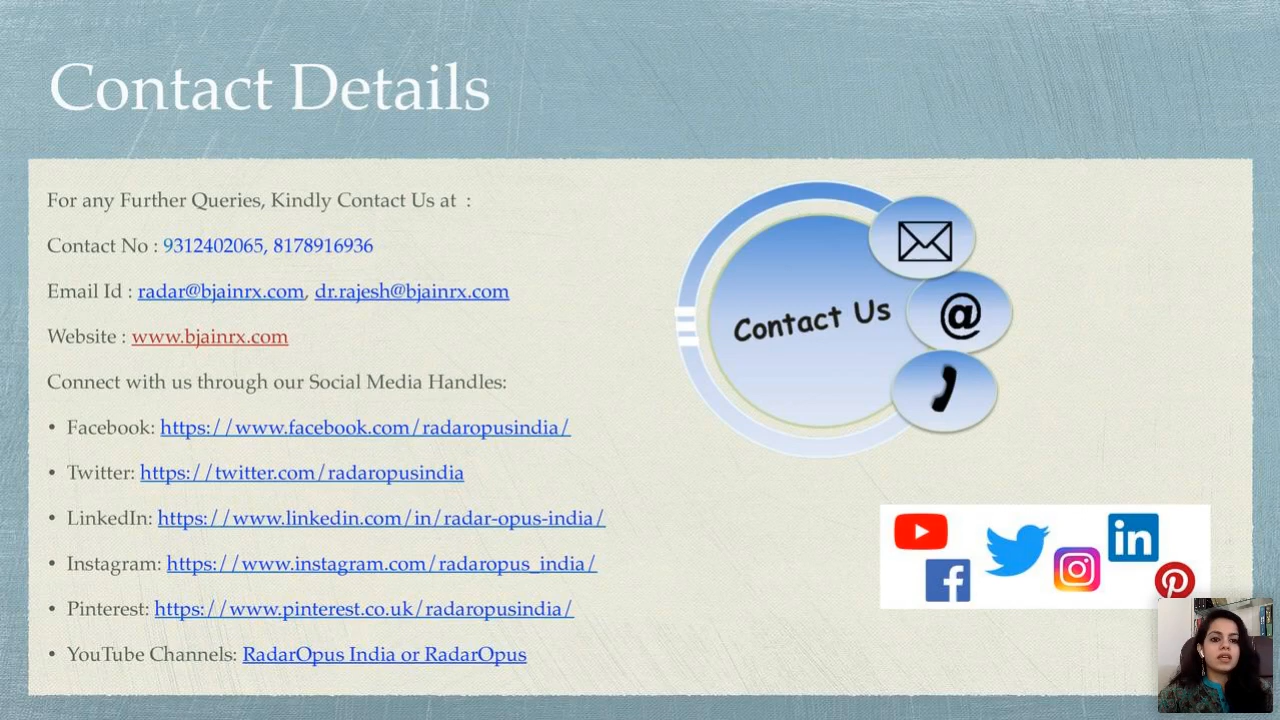 Contact Details
For any Further Queries, Kindly Contact Us at :
Contact No : 9312402065, 8178916936
Email Id : radar@bjainrx.com, dr.rajesh@bjainrx.com
Website : www.bjainrx.com
Connect with us through our Social Media Handles:
• Facebook: https://www.facebook.com/radaropusindia/
• Twitter: https://twitter.com/radaropusindia
• LinkedIn: https://www.linkedin.com/in/radar-opus-india/
• Instagram: https://www.instagram.com/radaropus_india/
• Pinterest: https://www.pinterest.co.uk/radaropusindia/
• YouTube Channels: RadarOpus India or RadarOpus
Contact Us
@
in